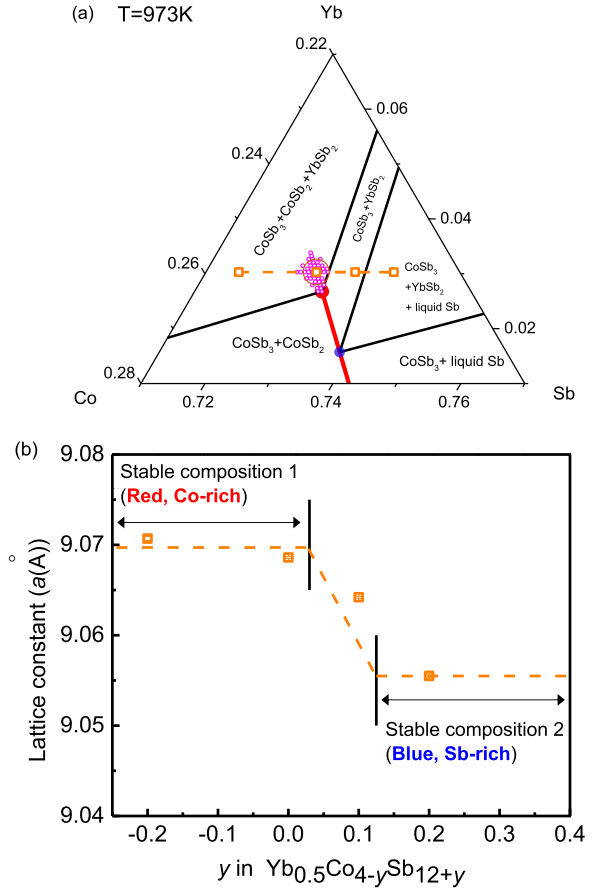 (a) T=973K
Yb
0.22
0.06
0.24
CoSb3+CoSb2+YbSb2
CoSb3+YbSb2
0.04
0.26
CoSb3
+YbSb2
+ liquid Sb
0.02
CoSb3+CoSb2
CoSb3+ liquid Sb
0.28
Co
0.72
0.74
0.76
Sb
(b)
9.08
Stable composition 1
(Red, Co-rich)
9.07
9.06
9.05
9.04
Lattice constant (a(Å))
Stable composition 2
(Blue, Sb-rich)
-0.2 -0.1 0.0 0.1 0.2 0.3 0.4
y in Yb0.5Co4-ySb12+y